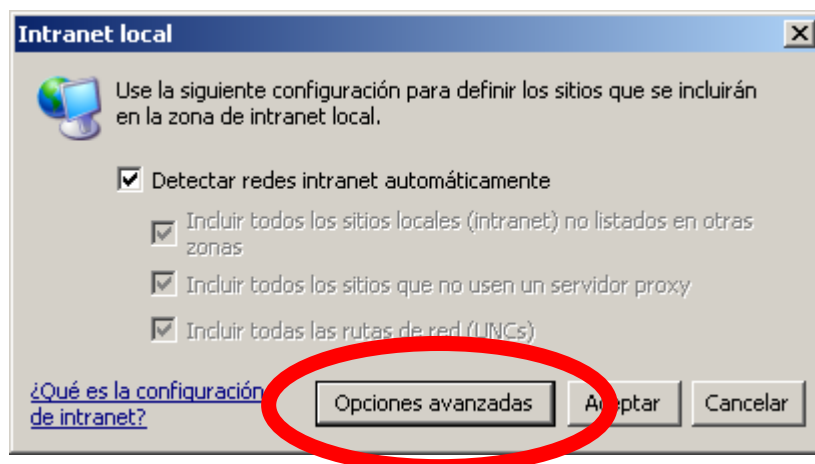 Intranet local
Use la siguiente configuración para definir los sitios que se incluirán
en la zona de intranet local.
Detectar redes intranet automáticamente
Incluir todos los sitios locales (intranet) no listados en otras
zonas
Incluir todos los sitios que no usen un servidor proxy
Incluir todas las rutas de red (UNCs)
¿Qué es la configuración
de intranet?
Opciones avanzadas
Aceptar
Cancelar